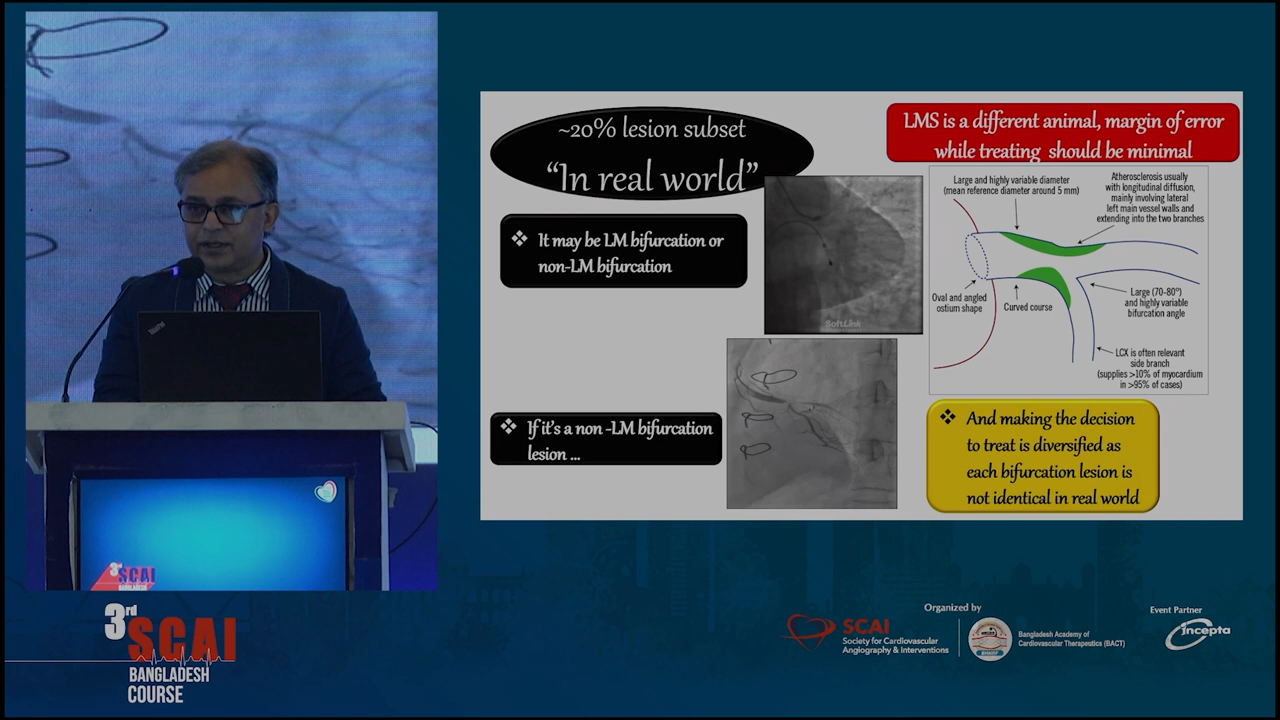 ~20% lesion subset
“In real world”
LMS is a different animal, margin of error
while treating should be minimal
It may be LM bifurcation or
non-LM bifurcation
SoftLink
Large and highly variable diameter
(mean reference diameter around 5 mm)
Atherosclerosis usually
with longitudinal diffusion,
mainly involving lateral
left main vessel walls and
extending into the two branches
Oval and angled
ostium shape
Curved course
Large (70-80°)
and highly variable
bifurcation angle
LCX is often relevant
side branch
(supplies >10% of myocardium
in >95% of cases)
If it’s a non -LM bifurcation
lesion ...
And making the decision
to treat is diversified as
each bifurcation lesion is
not identical in real world
ThinkPad
3rd SCAI
BANGLADESH
3rd
SCAI
BANGLADESH
COURSE
Organized by
SCAI
Society for Cardiovascular
Angiography & Interventions
Bangladesh Academy of
Cardiovascular Therapeutics (BACT)
Event Partner
incepta